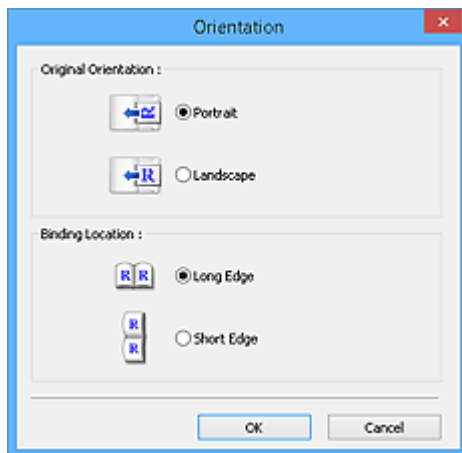 Orientation
Original Orientation :
R
Portrait
R
Landscape
Binding Location :
R R
Long Edge
R
R
Short Edge
OK Cancel